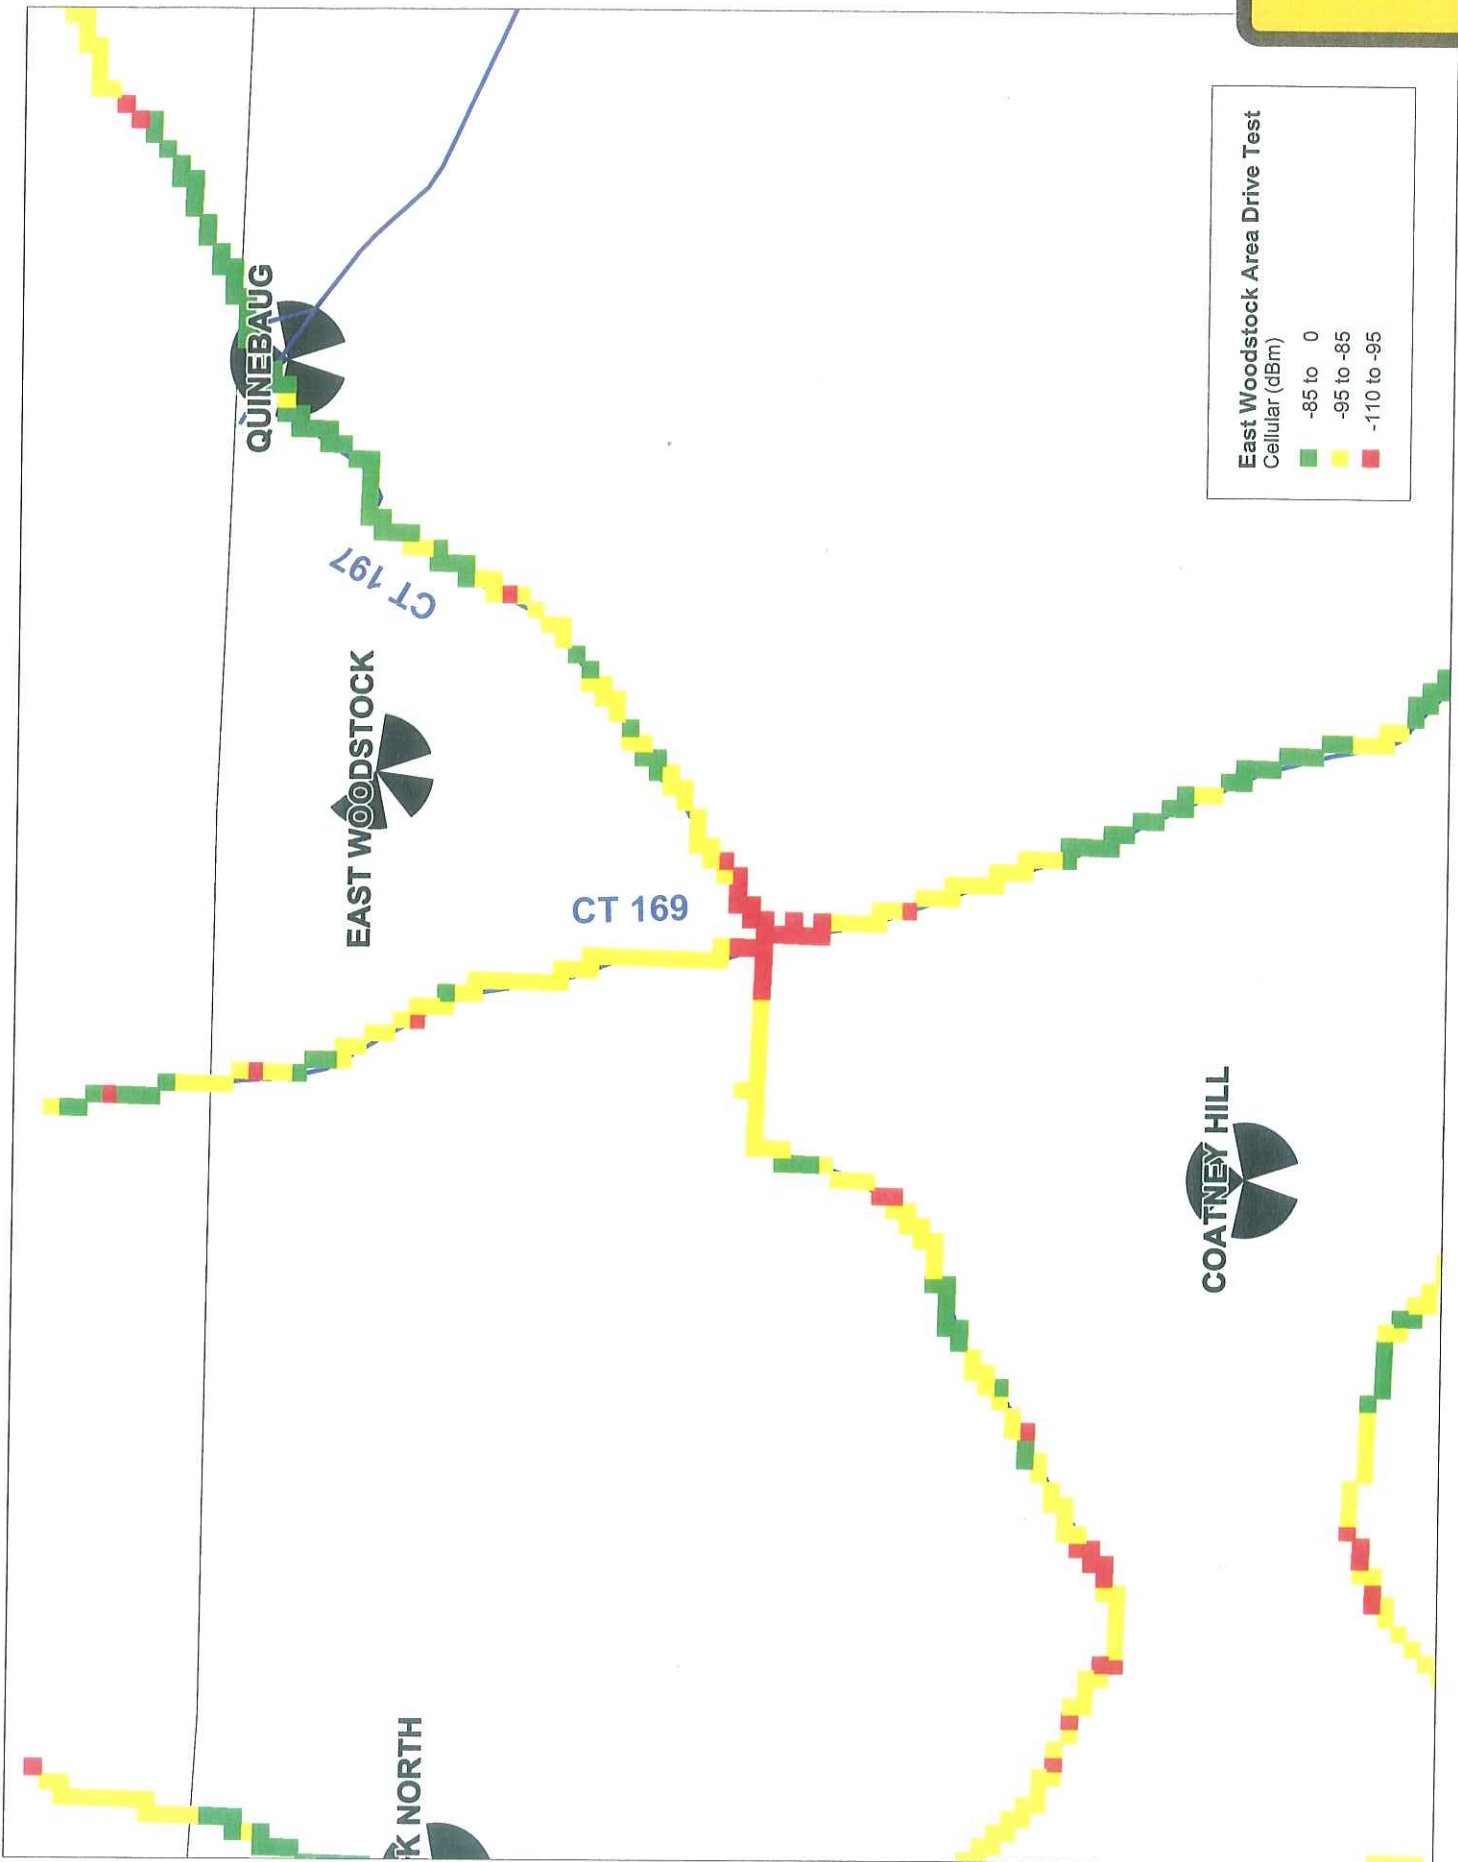 QUINEBAUG
CT 197
EAST WOODSTOCK
CT 169
COATNEY HILL
K NORTH
East Woodstock Area Drive Test
Cellular (dBm)
-85 to 0
-95 to -85
-110 to -95